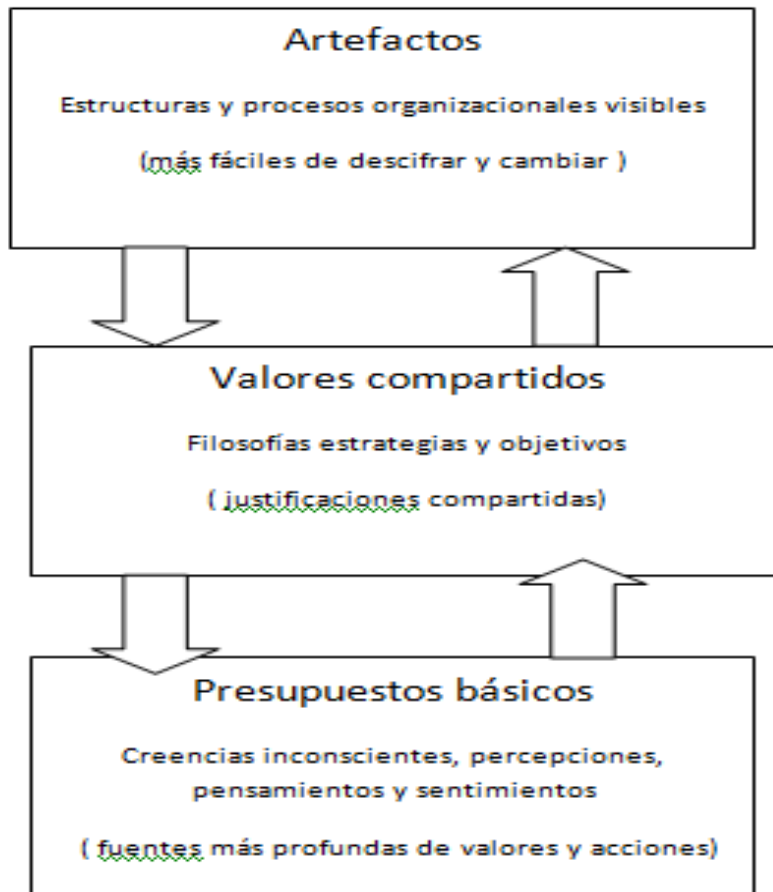 Artefactos
Estructuras y procesos organizacionales visibles
(más fáciles de descifrar y cambiar )
Valores compartidos
Filosofías estrategias y objetivos
( justificaciones compartidas)
Presupuestos básicos
Creencias inconscientes, percepciones,
pensamientos y sentimientos
( fuentes más profundas de valores y acciones)